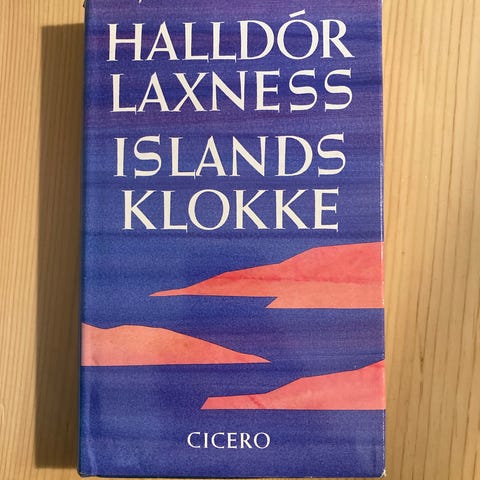 HALLDÓR
LAXNESS
ISLANDS
KLOKKE
CICERO